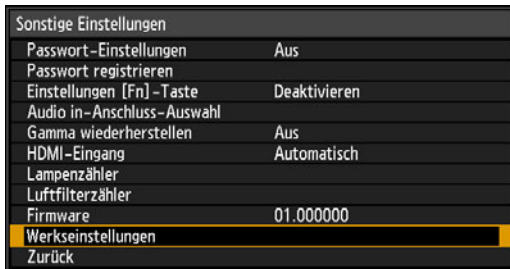 Sonstige Einstellungen
Passwort-Einstellungen Aus
Passwort registrieren
Einstellungen [Fn]-Taste Deaktivieren
Audio in-Anschluss-Auswahl
Gamma wiederherstellen Aus
HDMI-Eingang Automatisch
Lampenzähler
Luftfilterzähler
Firmware 01.000000
Werkseinstellungen
Zurück